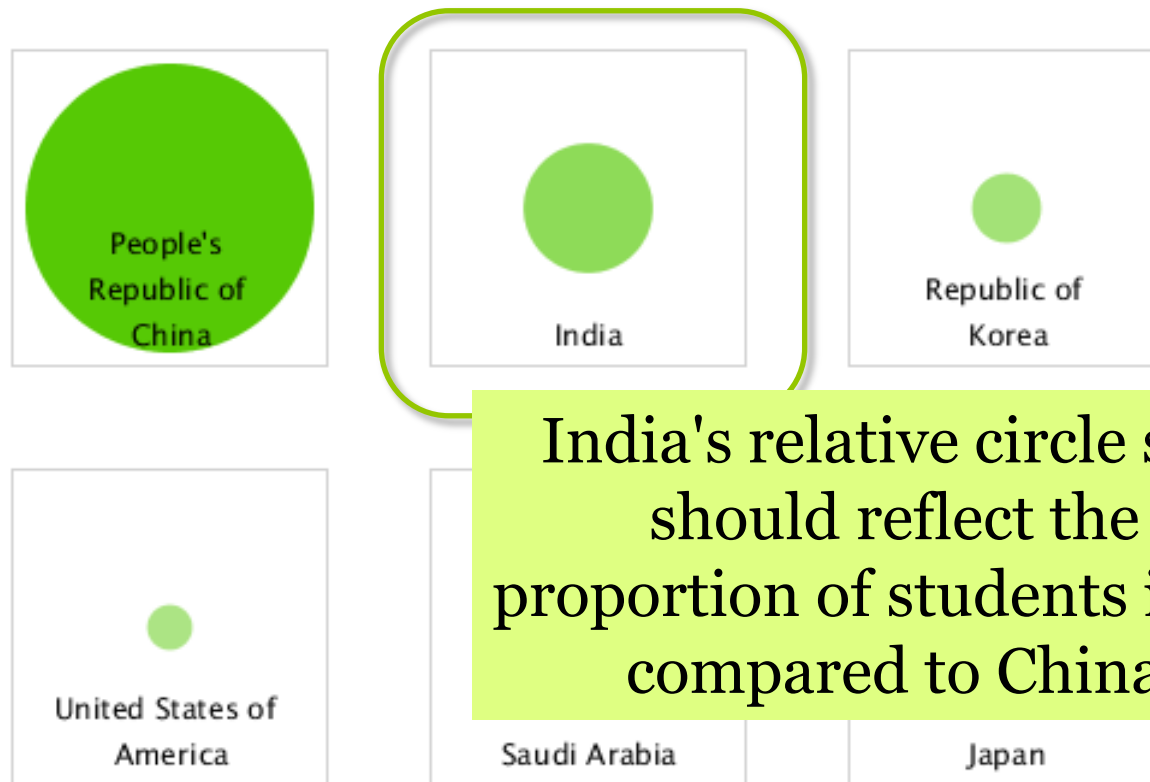 People's
Republic of
China
India
Republic of
Korea
India's relative circle
should reflect the
proportion of students
compared to China
United States of
America
Saudi Arabia
Japan